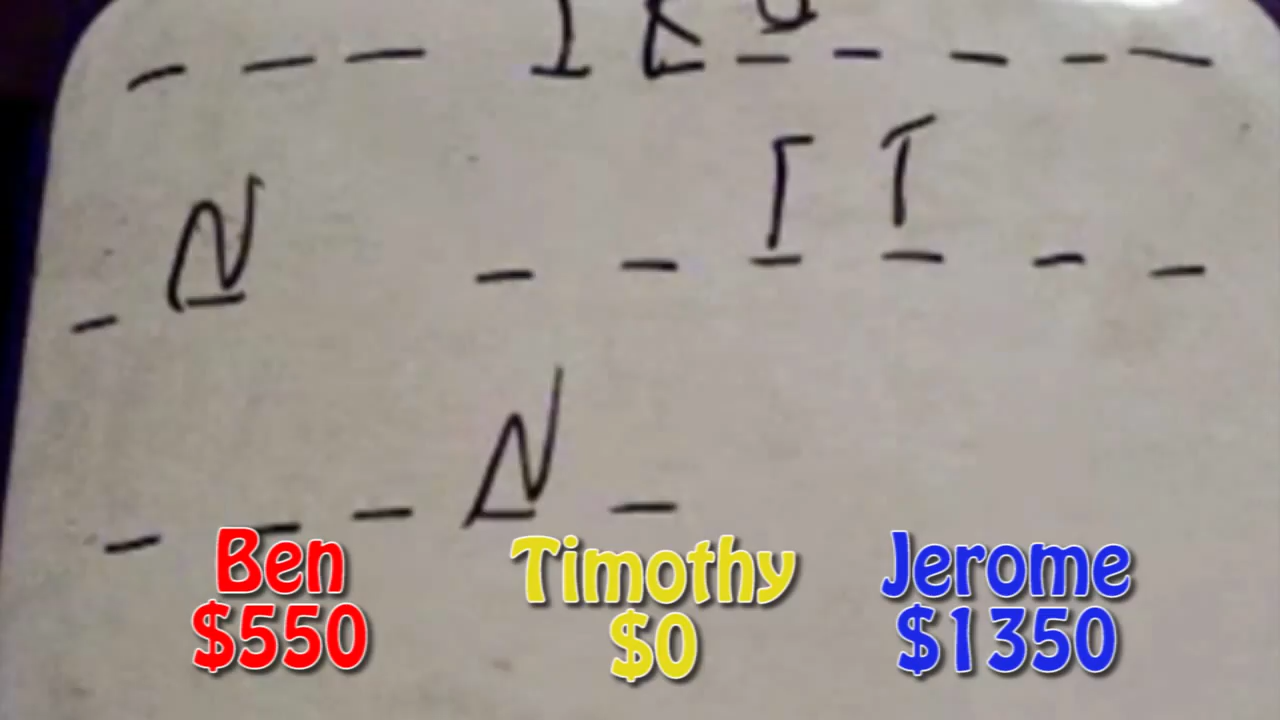 _ N _ _ T T _ _
_ _ _ N _
Ben Timothy Jerome
$550 $0 $1350